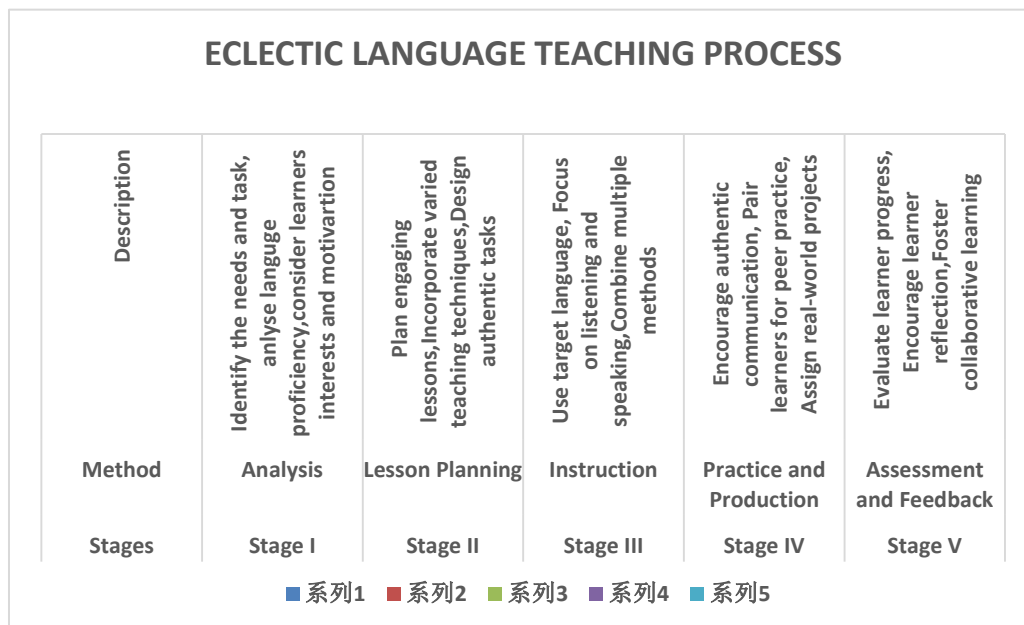 ECLECTIC LANGUAGE TEACHING PROCESS
Description
Identify the needs and task,
anlyse languge
proficiency,consider learners
interests and motivartion
Plan engaging
lessons,Incorporate varied
teaching techniques,Design
authentic tasks
Use target language, Focus
on listening and
speaking,Combine multiple
methods
Encourage authentic
communication, Pair
learners for peer practice,
Assign real-world projects
Evaluate learner progress,
Encourage learner
reflection,Foster
collaborative learning
Method
Analysis
Lesson Planning
Instruction
Practice and
Production
Assessment
and Feedback
Stages
Stage I
Stage II
Stage III
Stage IV
Stage V
系列1
系列2
系列3
系列4
系列5